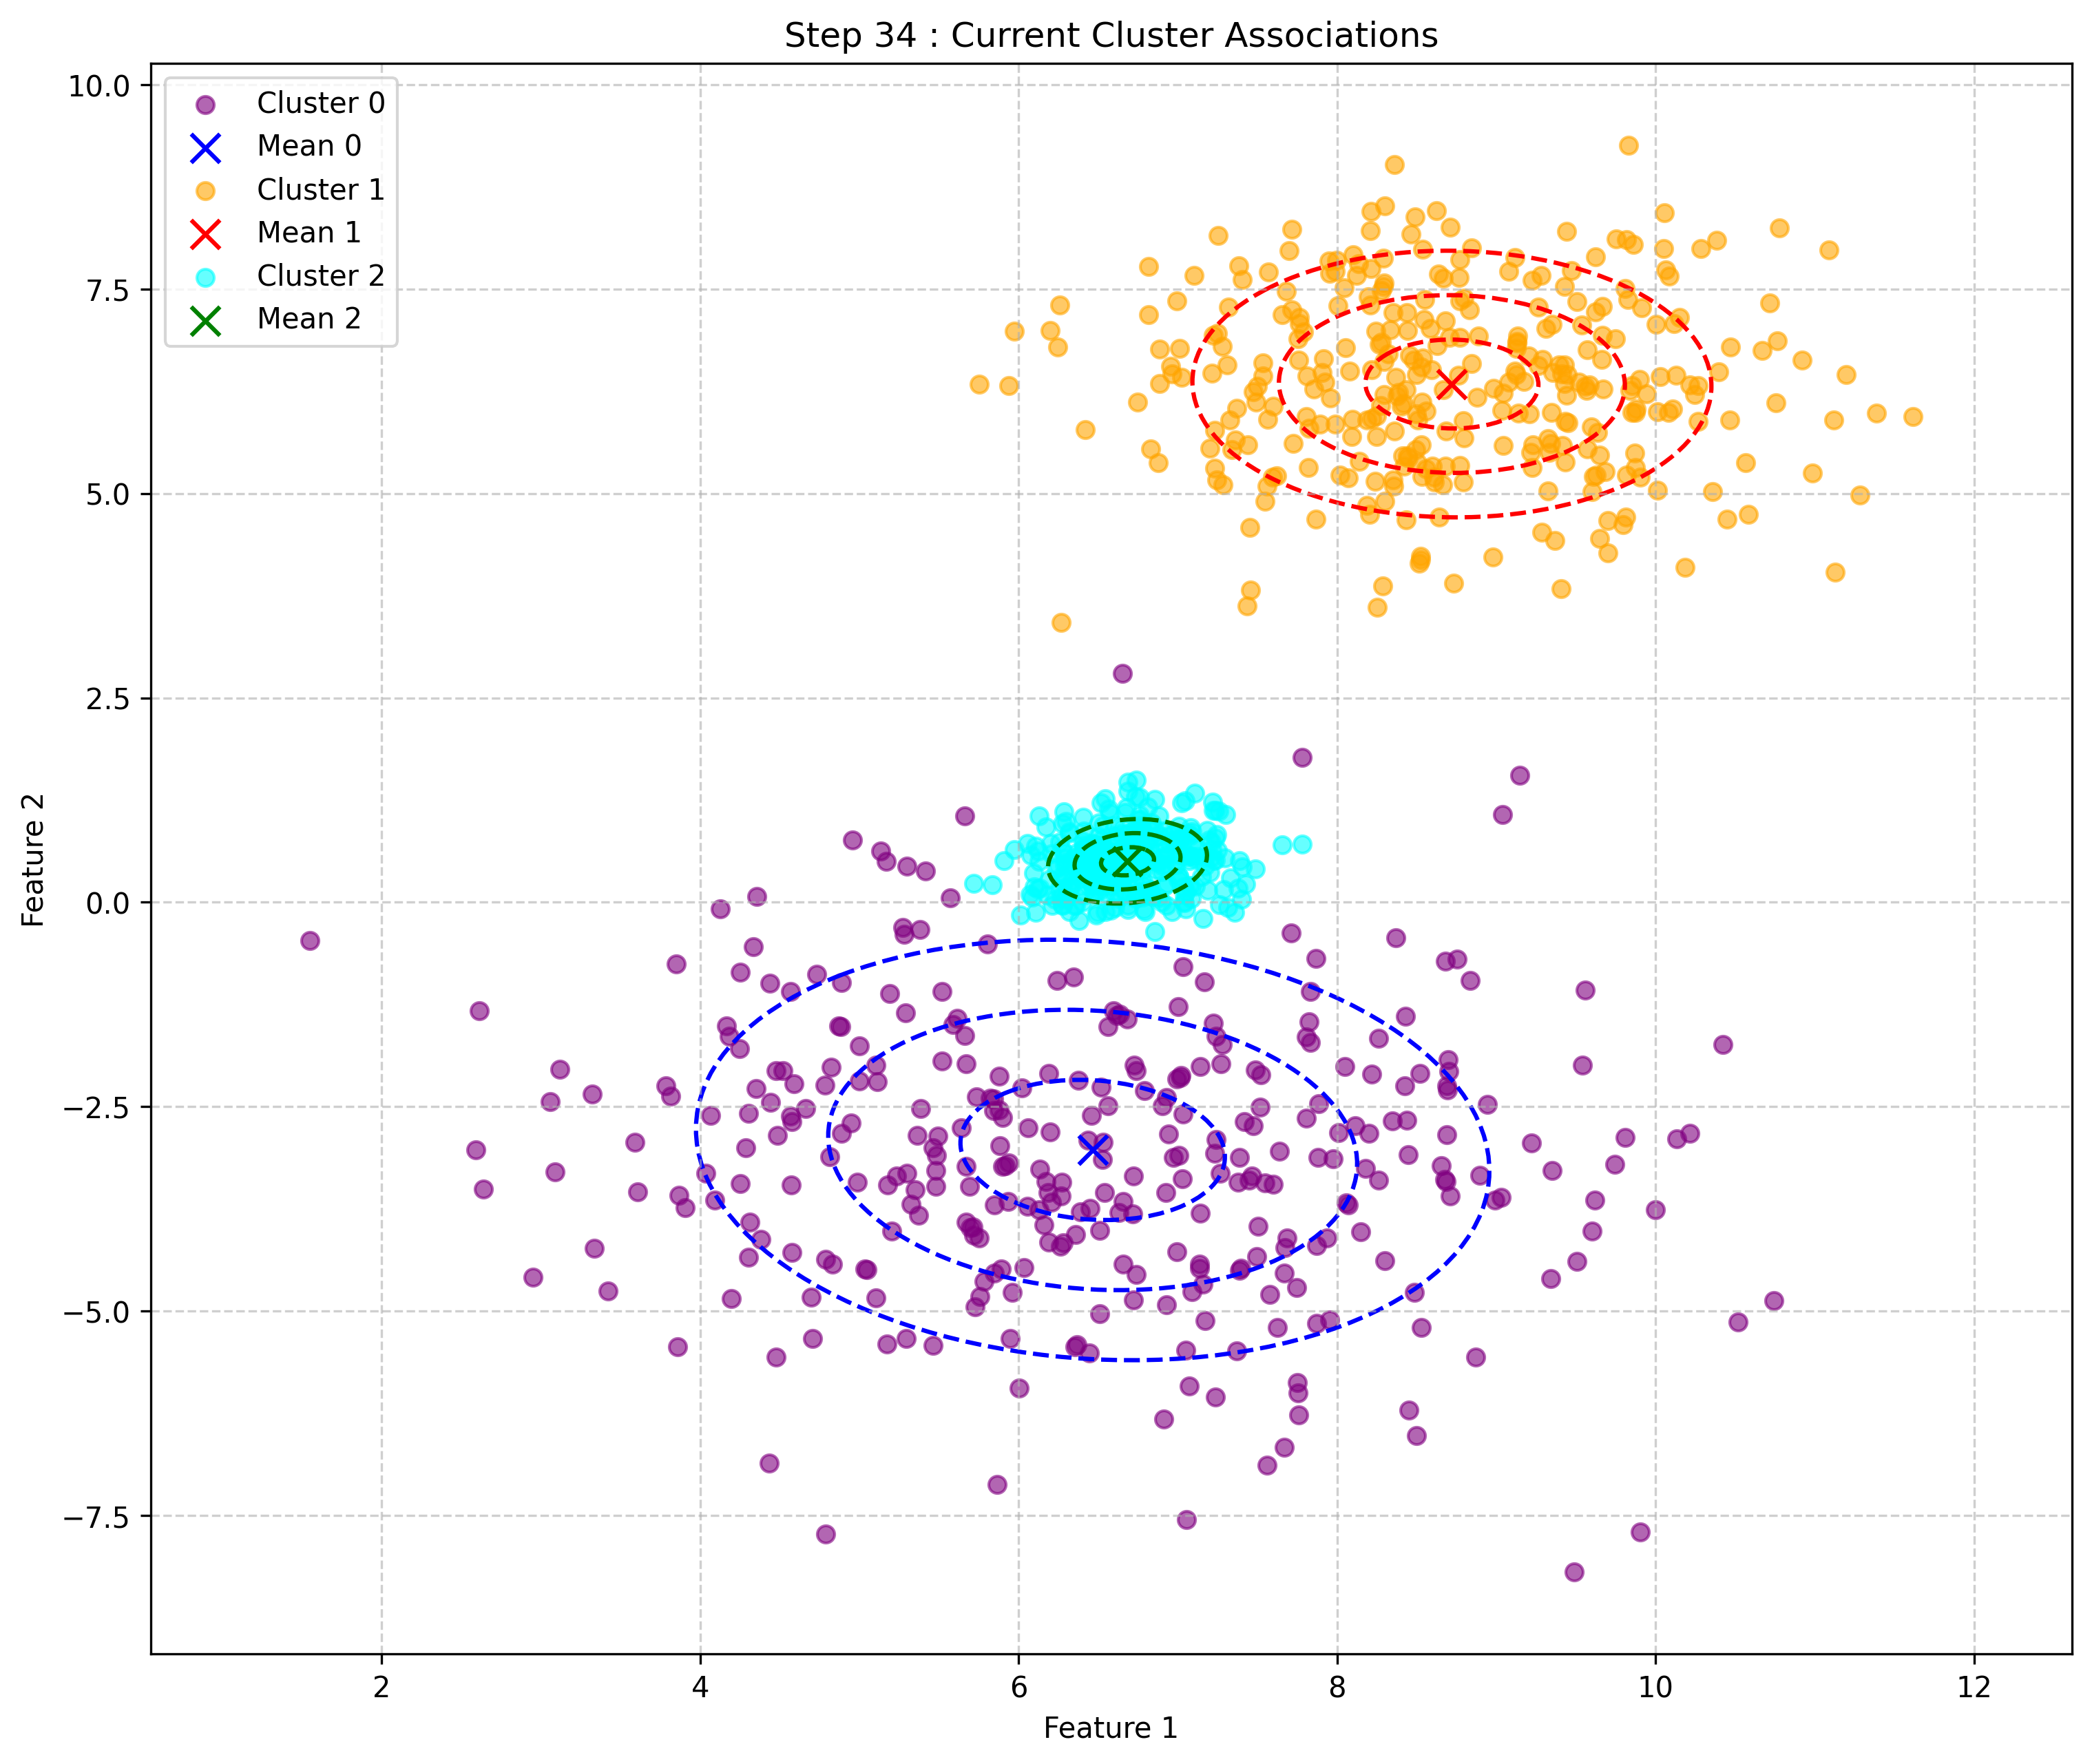 Step 34 : Current Cluster Associations
Cluster 0
Mean 0
Cluster 1
Mean 1
Cluster 2
Mean 2
10.0
7.5
5.0
2.5
0.0
−2.5
−5.0
−7.5
Feature 2
2
4
6
8
10
12
Feature 1